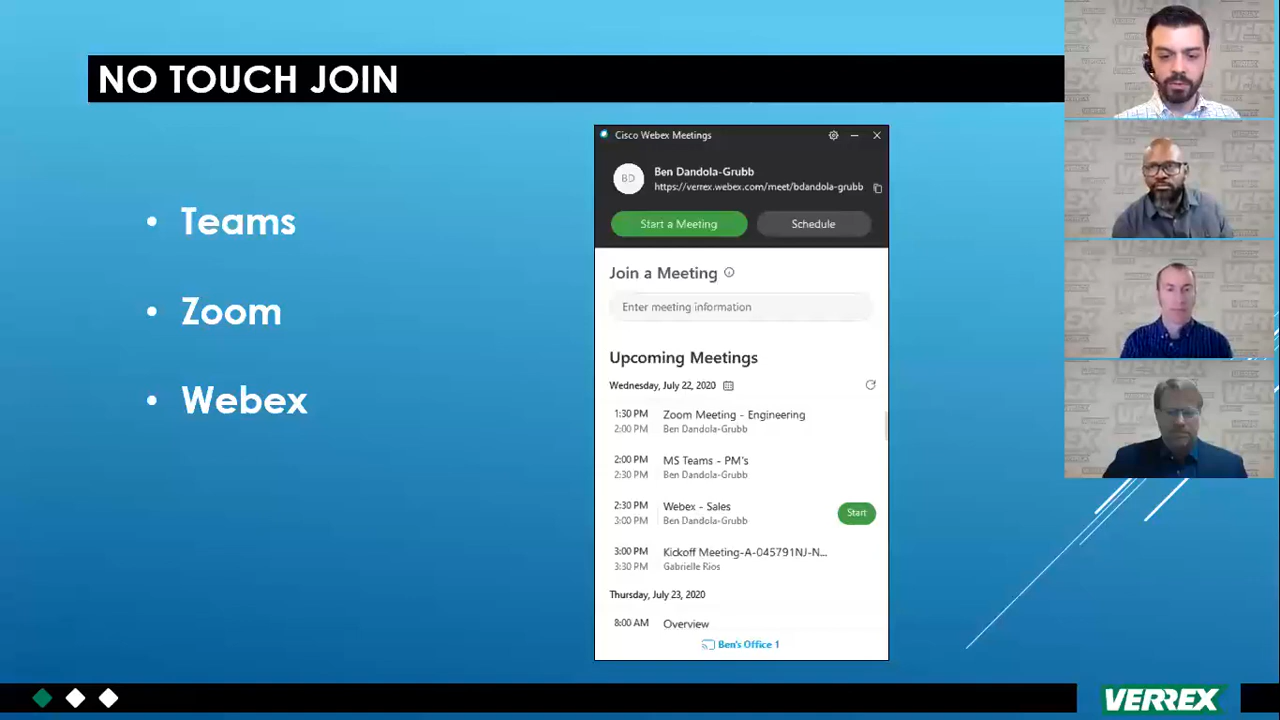 NO TOUCH JOIN
• Teams
• Zoom
• Webex
Cisco Webex Meetings
BD
Ben Dandola-Grubb
https://verrex.webex.com/meet/bdandola-grubb
Start a Meeting
Schedule
Join a Meeting
Enter meeting information
Upcoming Meetings
Wednesday, July 22, 2020
1:30 PM Zoom Meeting - Engineering
2:00 PM Ben Dandola-Grubb
2:00 PM MS Teams - PM's
2:30 PM Ben Dandola-Grubb
2:30 PM Webex - Sales
3:00 PM Ben Dandola-Grubb
Start
3:00 PM Kickoff Meeting-A-045791NJ-N...
3:30 PM Gabrielle Rios
Thursday, July 23, 2020
8:00 AM Overview
Ben's Office 1
VERREX
VERREX